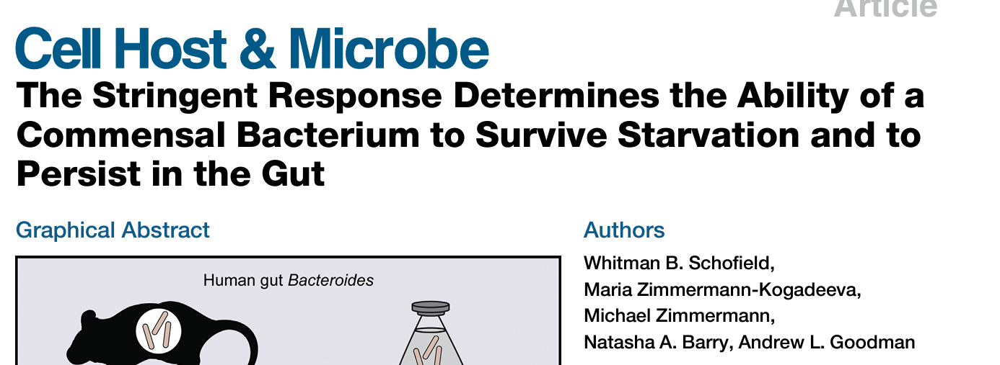 Article
Cell Host & Microbe
The Stringent Response Determines the Ability of a
Commensal Bacterium to Survive Starvation and to
Persist in the Gut
Graphical Abstract
Human gut Bacteroides
Authors
Whitman B. Schofield,
Maria Zimmermann-Kogadeeva,
Michael Zimmermann,
Natasha A. Barry, Andrew L. Goodman